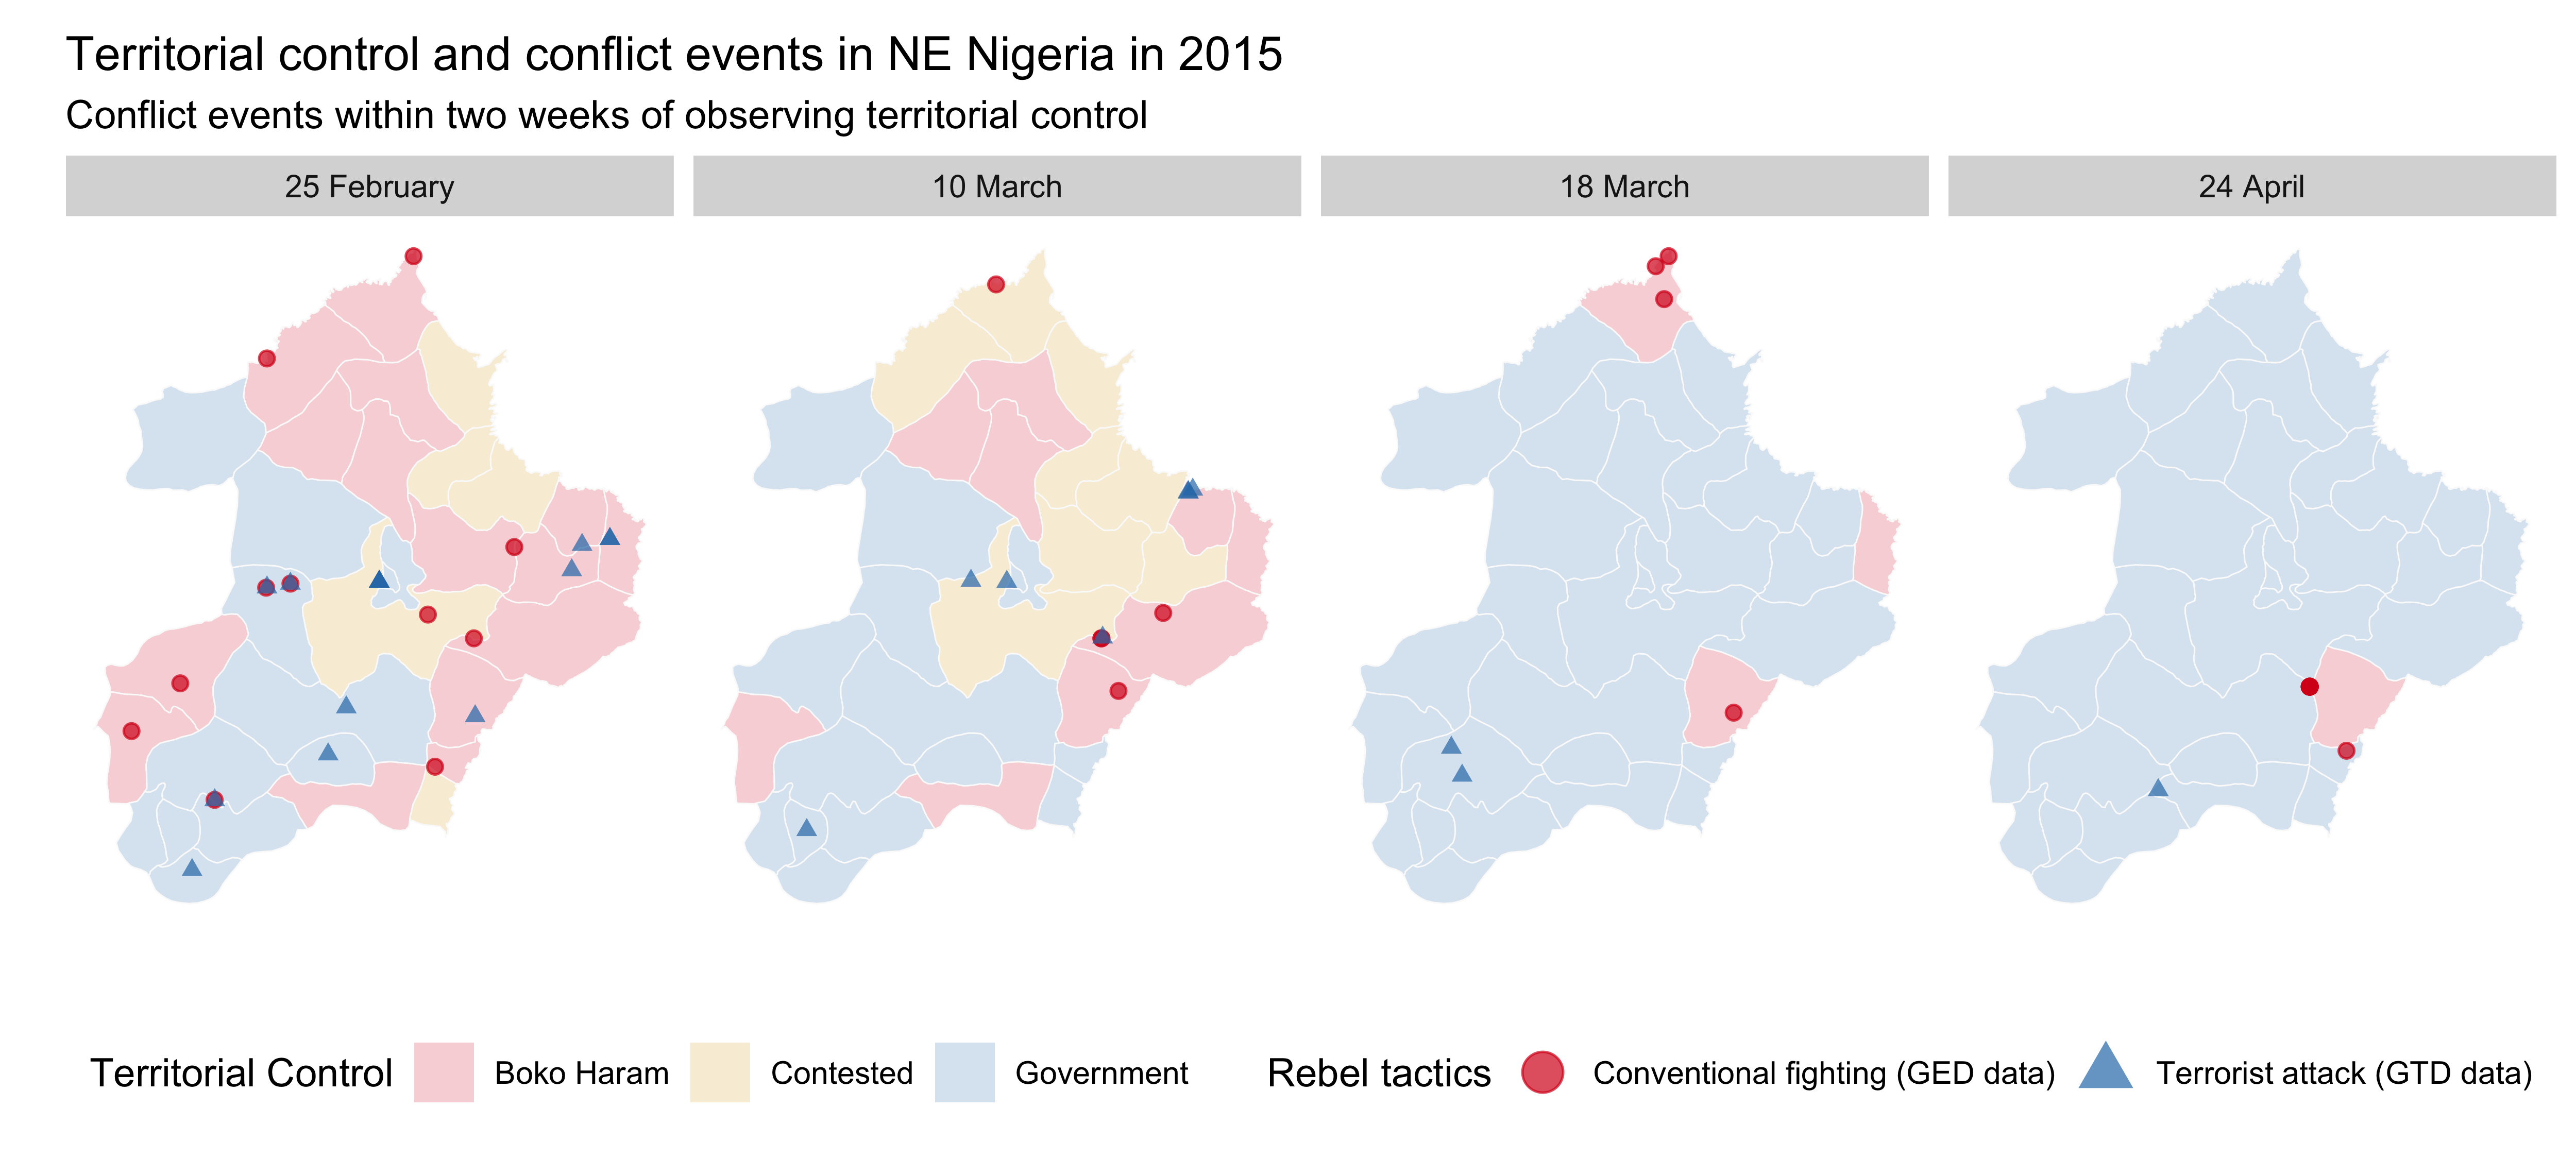 Territorial control and conflict events in NE Nigeria in 2015
Conflict events within two weeks of observing territorial control
25 February
10 March
18 March
24 April
Territorial Control
Boko Haram
Contested
Government
Rebel tactics
Conventional fighting (GED data)
Terrorist attack (GTD data)